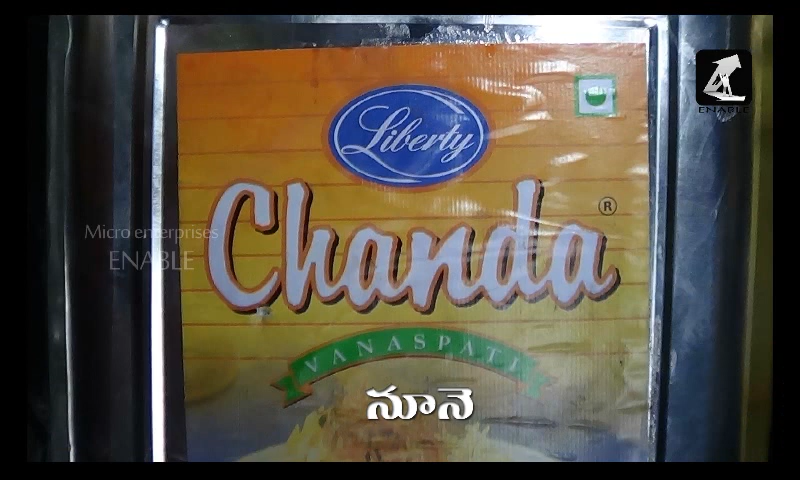 Liberty
Chanda ®
VANASPATI
నూనె
Micro enterprises
ENABLE
ENABLE